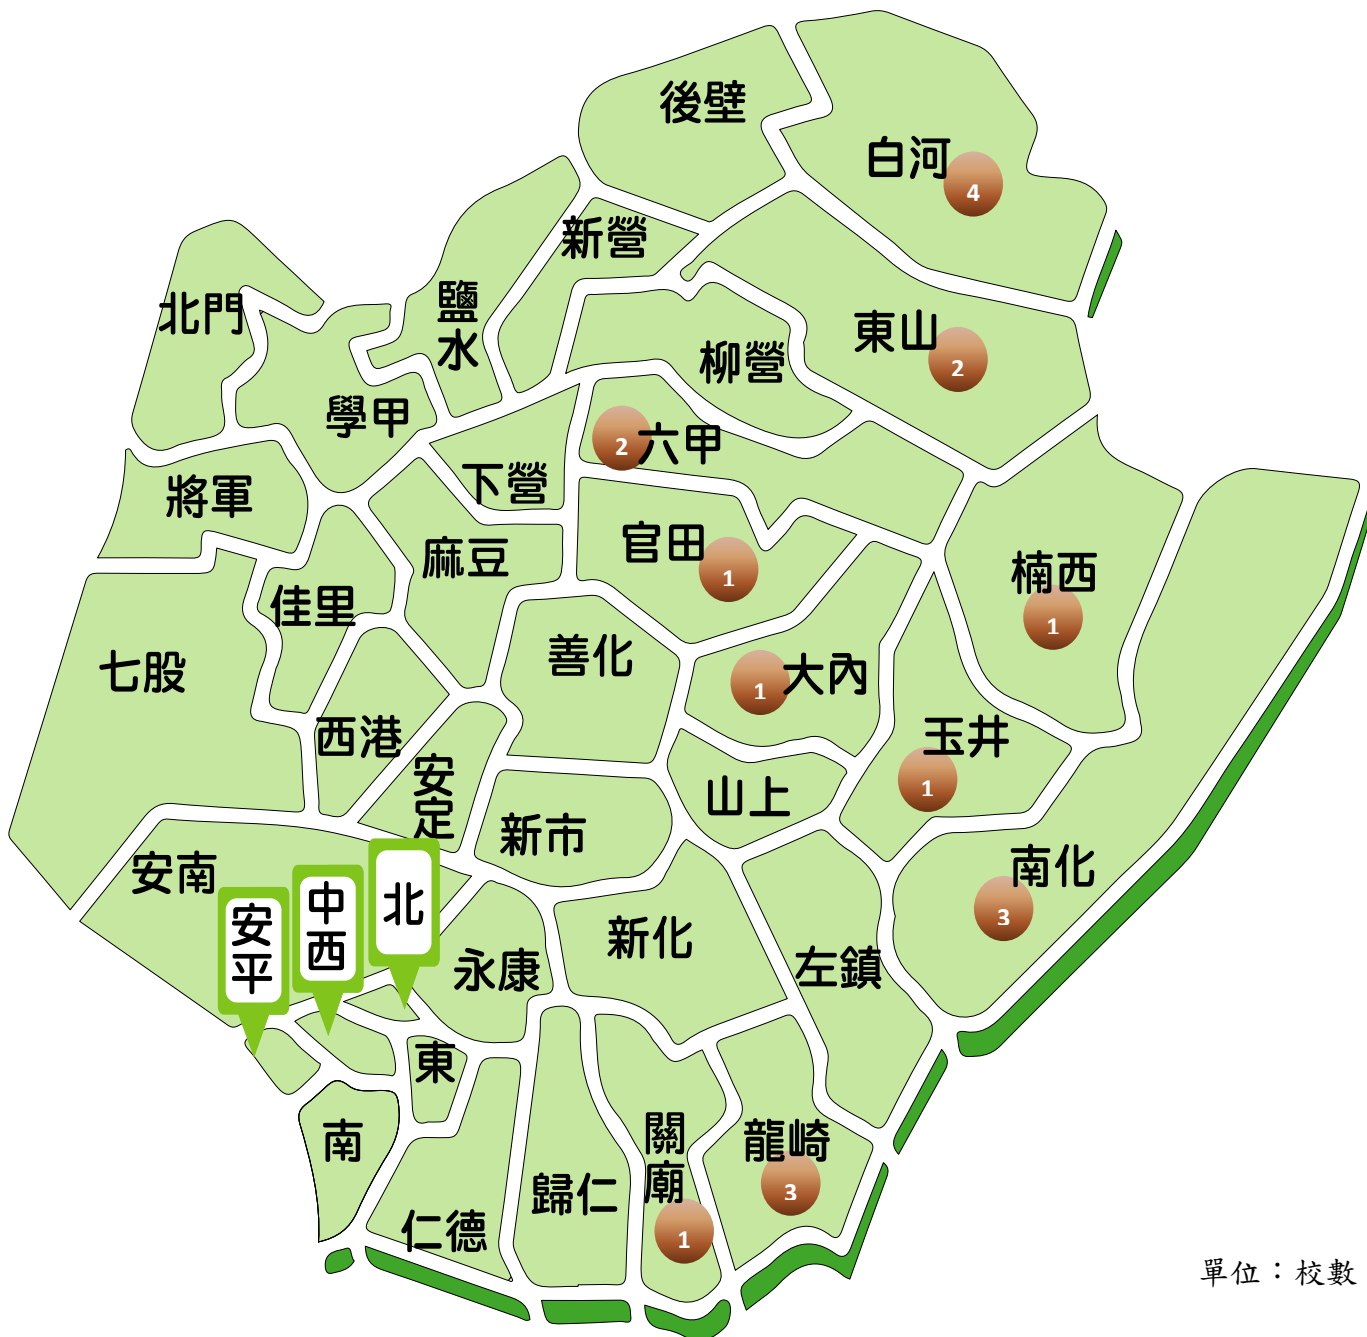 後壁
白河
4
新營
北門
鹽水
東山
2
柳營
學甲
2
六甲
下營
將軍
官田
1
麻豆
楠西
1
佳里
善化
七股
1
大內
西港
玉井
1
安定
山上
新市
安南
南化
3
北
中西
安平
新化
永康
左鎮
東
南
關廟
1
龍崎
3
歸仁
仁德
單位：校數